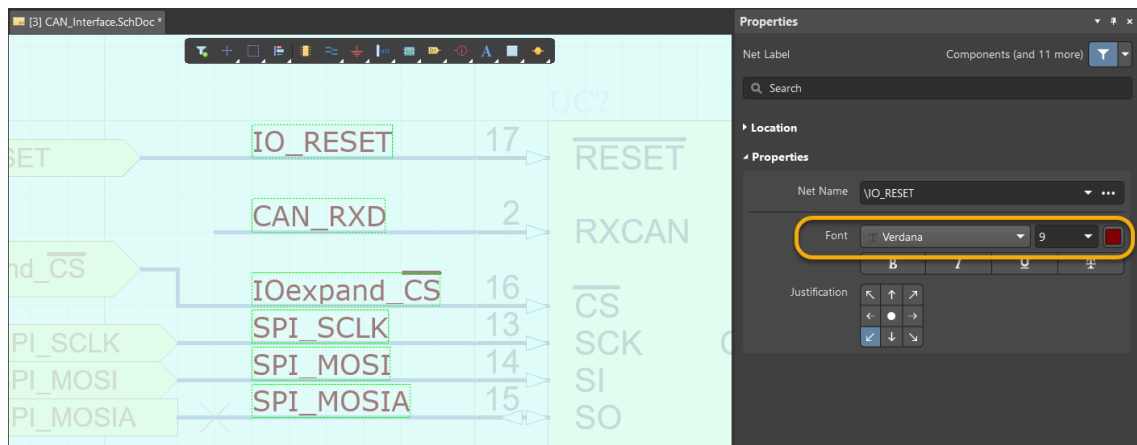 [3] CAN_Interface.SchDoc *
Properties
Net Label
Components (and 11 more)
Search
Location
Properties
Net Name
\IO_RESET
Font
Verdana
9
B
I
U
T
Justification
A
UC?
IO_RESET
17
RESET
SET
CAN_RXD
2
RXCAN
nd_CS
IOexpand_CS
16
CS
SPI_SCLK
13
SCK
PI_SCLK
SPI_MOSI
14
SI
PI_MOSI
SPI_MOSIA
15
SO
PI_MOSIA